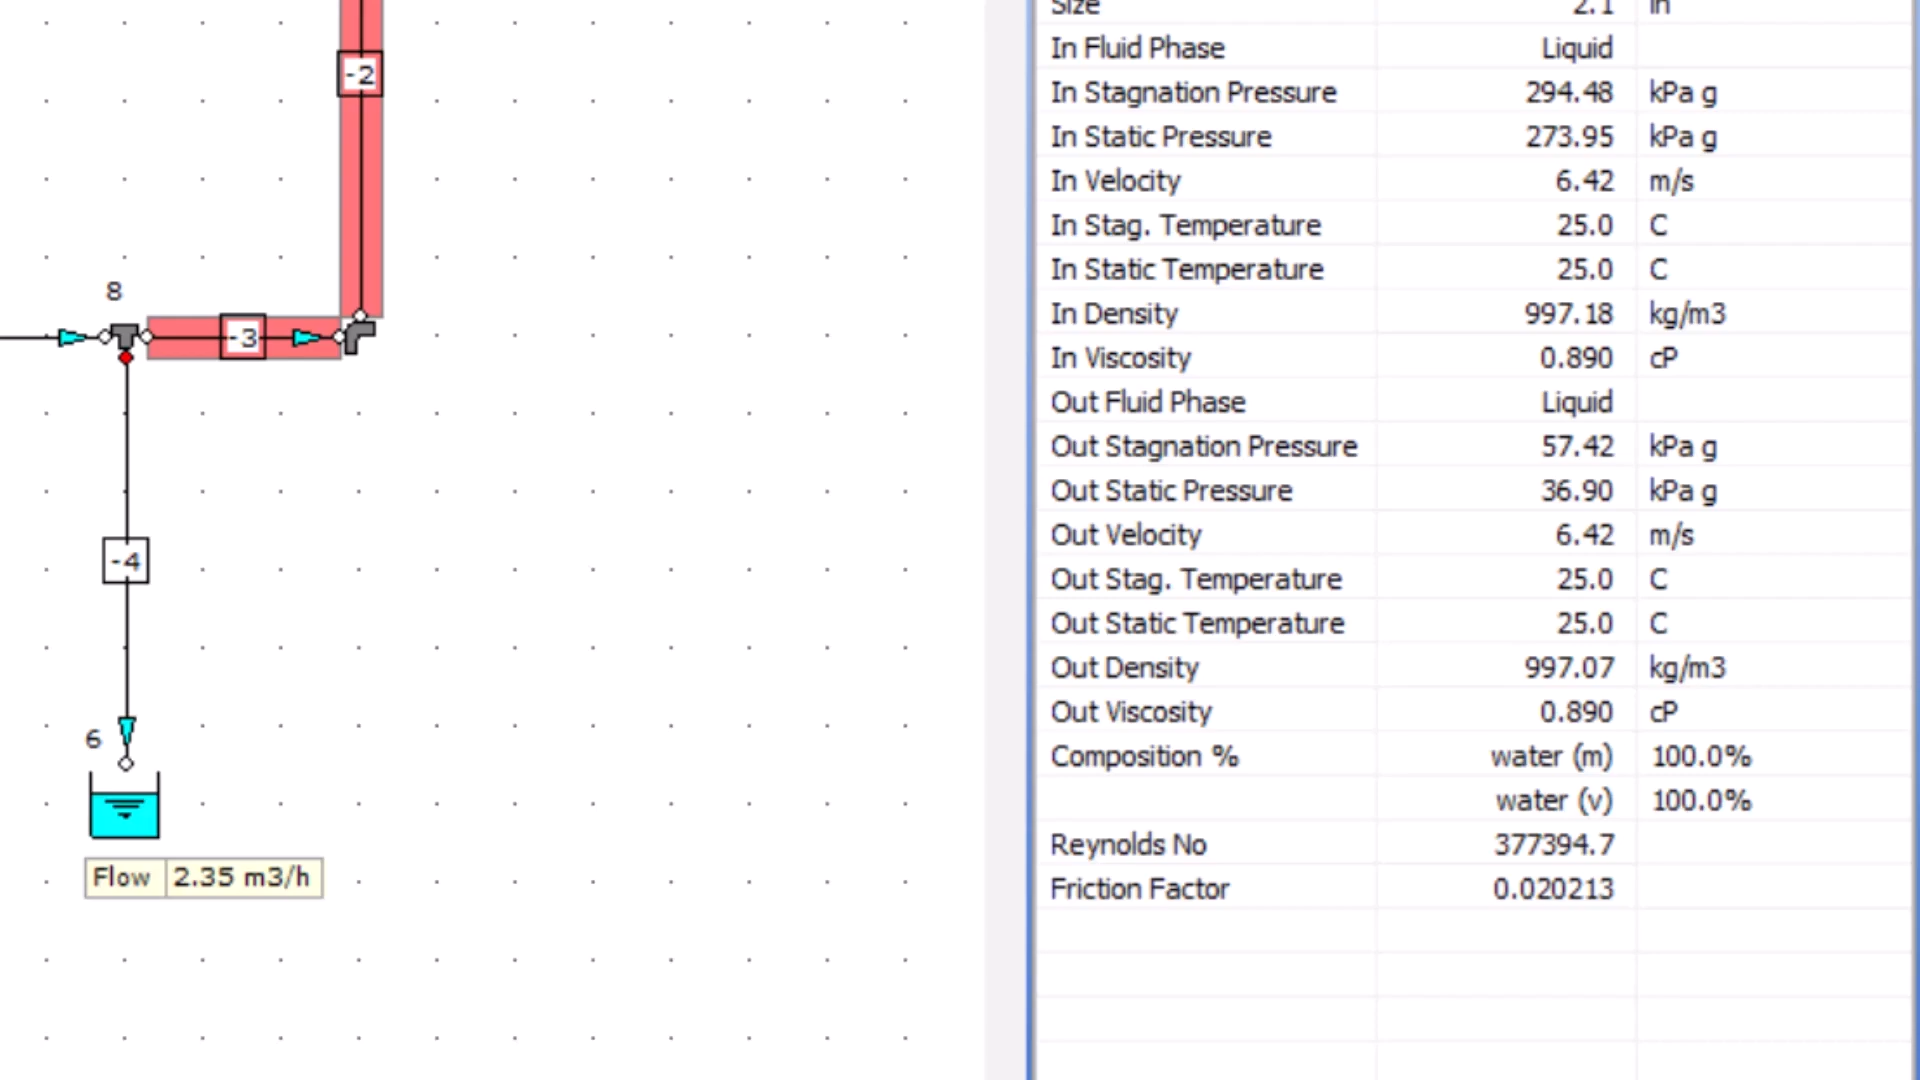 -2
8
-3
-4
6
Flow 2.35 m3/h
Size 2.1 in
In Fluid Phase Liquid
In Stagnation Pressure 294.48 kPa g
In Static Pressure 273.95 kPa g
In Velocity 6.42 m/s
In Stag. Temperature 25.0 C
In Static Temperature 25.0 C
In Density 997.18 kg/m3
In Viscosity 0.890 cP
Out Fluid Phase Liquid
Out Stagnation Pressure 57.42 kPa g
Out Static Pressure 36.90 kPa g
Out Velocity 6.42 m/s
Out Stag. Temperature 25.0 C
Out Static Temperature 25.0 C
Out Density 997.07 kg/m3
Out Viscosity 0.890 cP
Composition % water (m) 100.0%
water (v) 100.0%
Reynolds No 377394.7
Friction Factor 0.020213